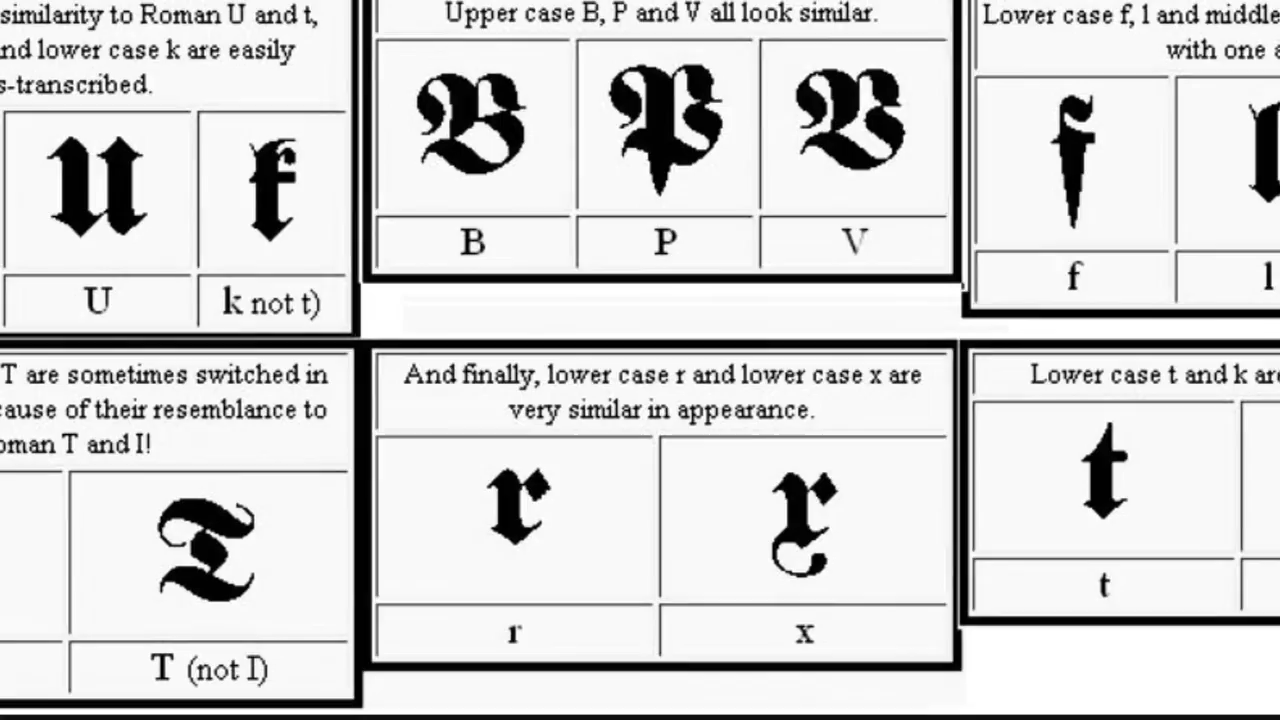 similarity to Roman U and t,
nd lower case k are easily
s-transcribed.
U k
U k not t)
Upper case B, P and V all look similar.
B P V
B P V
Lower case f, l and middle
with one
f l
f l
T are sometimes switched in
cause of their resemblance to
oman T and I!
T
T (not I)
And finally, lower case r and lower case x are
very similar in appearance.
r x
r x
Lower case t and k are
t
t